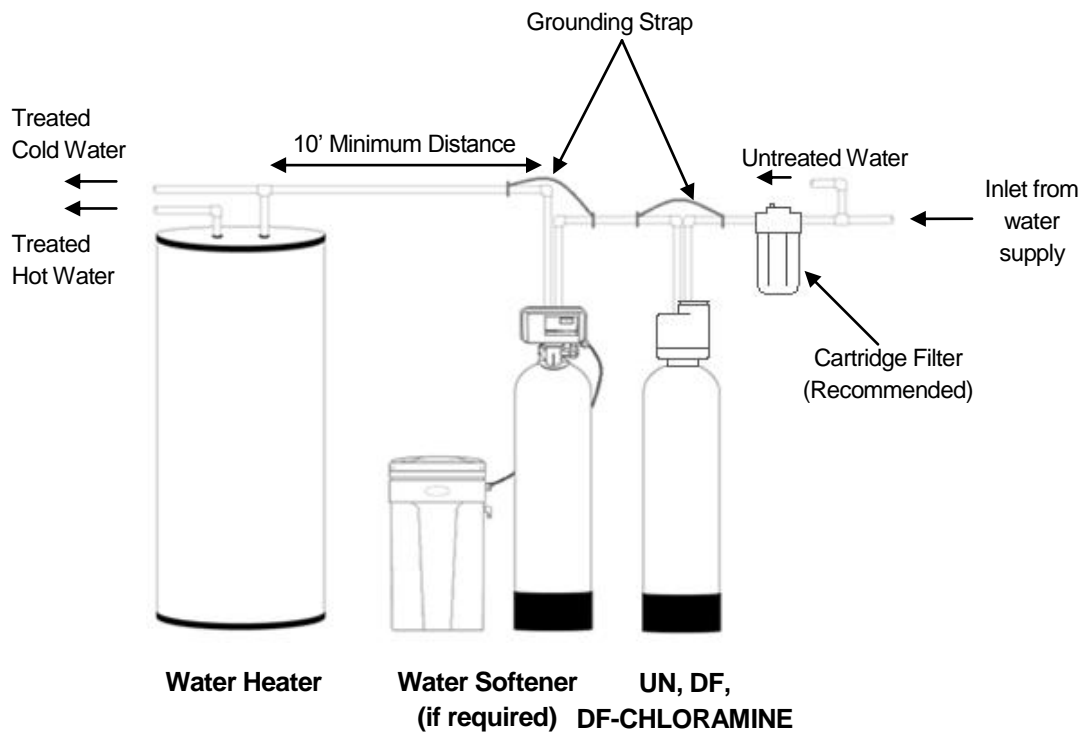 Grounding Strap
Treated
Cold Water
10' Minimum Distance
Untreated Water
Inlet from
water
supply
Treated
Hot Water
Cartridge Filter
(Recommended)
Water Heater
Water Softener
(if required)
UN, DF,
DF-CHLORAMINE